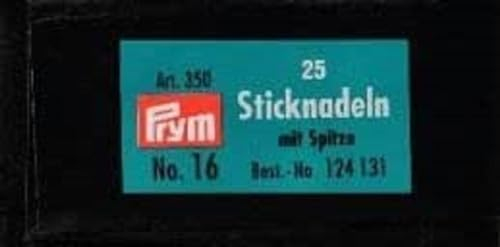 Art. 350
25
Prym
Sticknadeln
mit Spitze
No. 16
Best.-No 124 131